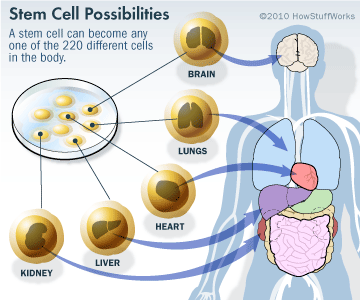 Stem Cell Possibilities
©2010 HowStuffWorks
A stem cell can become any
one of the 220 different cells
in the body.
BRAIN
LUNGS
HEART
LIVER
KIDNEY